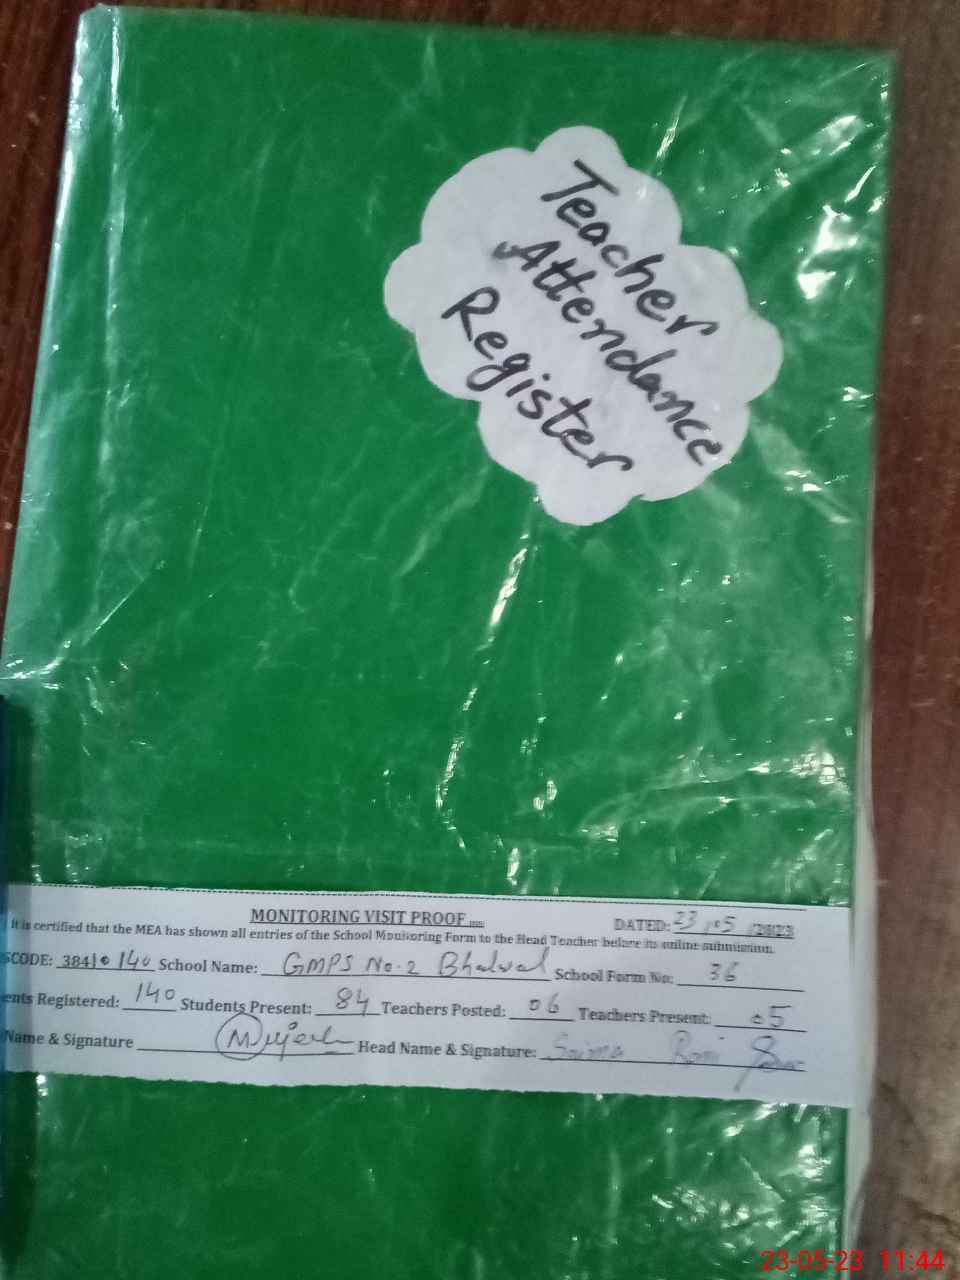 Teacher
Attendance
Register
MONITORING VISIT PROOF
DATED: 23/05/2023
It is certified that the MEA has shown all entries of the School Monitoring Form to the Head Teacher before its online submission.
SCODE: 38410140 School Name: GMPS No.2 Bhalwal School Form No: 36
ents Registered: 140 Students Present: 84 Teachers Posted: 06 Teachers Present: 05
Name & Signature Head Name & Signature: Saima
23-05-23 11:44